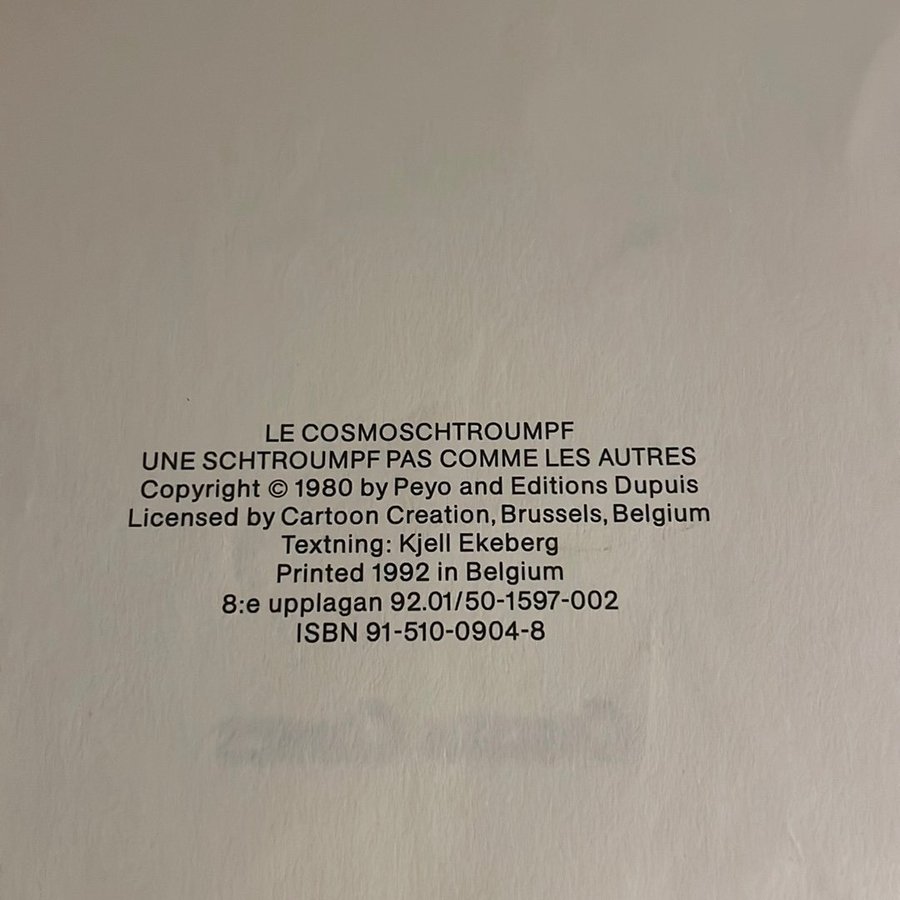 LE COSMOSCHTROUMPF
UNE SCHTROUMPF PAS COMME LES AUTRES
Copyright © 1980 by Peyo and Editions Dupuis
Licensed by Cartoon Creation, Brussels, Belgium
Textning: Kjell Ekeberg
Printed 1992 in Belgium
8:e upplagan 92.01/50-1597-002
ISBN 91-510-0904-8